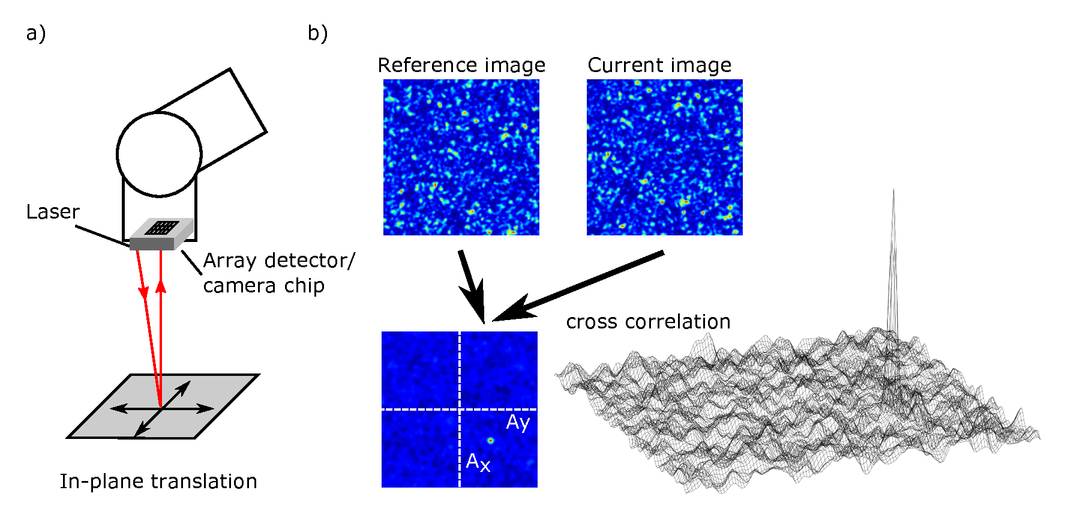 a)
Laser
Array detector/
camera chip
In-plane translation
b)
Reference image
Current image
cross correlation
Ay
Ax